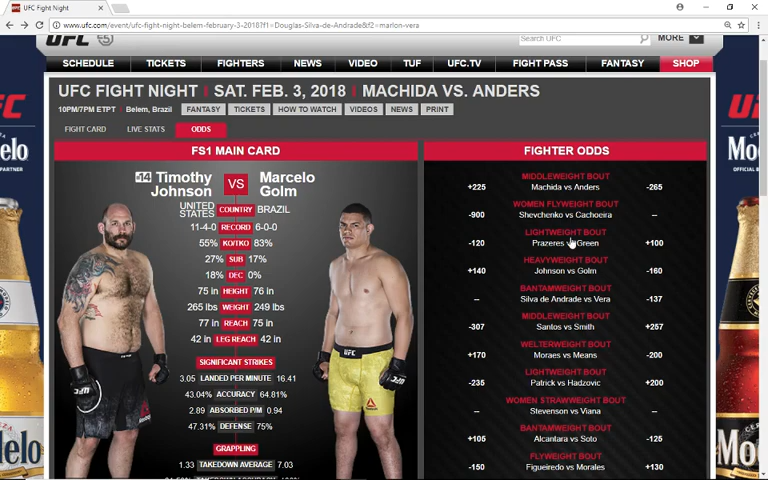 UFC Fight Night
www.ufc.com/event/ufc-fight-night-belem-february-3-2018?f1=Douglas-Silva-de-Andrade&f2=marlon-vera
UFC
Search UFC
MORE
SCHEDULE TICKETS FIGHTERS NEWS VIDEO TUF UFC.TV FIGHT PASS FANTASY SHOP
UFC FIGHT NIGHT SAT. FEB. 3, 2018 MACHIDA VS. ANDERS
10PM/7PM ETPT Belem, Brazil FANTASY TICKETS HOW TO WATCH VIDEOS NEWS PRINT
FIGHT CARD LIVE STATS ODDS
FS1 MAIN CARD
#14 Timothy Johnson VS Marcelo Golm
UNITED STATES COUNTRY BRAZIL
11-4-0 RECORD 6-0-0
55% KO/TKO 83%
27% SUB 17%
18% DEC 0%
75 in HEIGHT 76 in
265 lbs WEIGHT 249 lbs
77 in REACH 75 in
42 in LEG REACH 42 in
SIGNIFICANT STRIKES
3.05 LANDED PER MINUTE 16.41
43.04% ACCURACY 64.81%
2.89 ABSORBED P/M 0.94
47.31% DEFENSE 75%
GRAPPLING
1.33 TAKEDOWN AVERAGE 7.03
FIGHTER ODDS
MIDDLEWEIGHT BOUT
+225 Machida vs Anders -265
WOMEN FLYWEIGHT BOUT
-900 Shevchenko vs Cachoeira --
LIGHTWEIGHT BOUT
-120 Prazeres vs Green +100
HEAVYWEIGHT BOUT
+140 Johnson vs Golm -160
BANTAMWEIGHT BOUT
-- Silva de Andrade vs Vera -137
MIDDLEWEIGHT BOUT
-307 Santos vs Smith +257
WELTERWEIGHT BOUT
+170 Moraes vs Means -200
LIGHTWEIGHT BOUT
-235 Patrick vs Hadzovic +200
WOMEN STRAWWEIGHT BOUT
-- Stevenson vs Viana --
BANTAMWEIGHT BOUT
+105 Alcantara vs Soto -125
FLYWEIGHT BOUT
-150 Figueiredo vs Morales +130